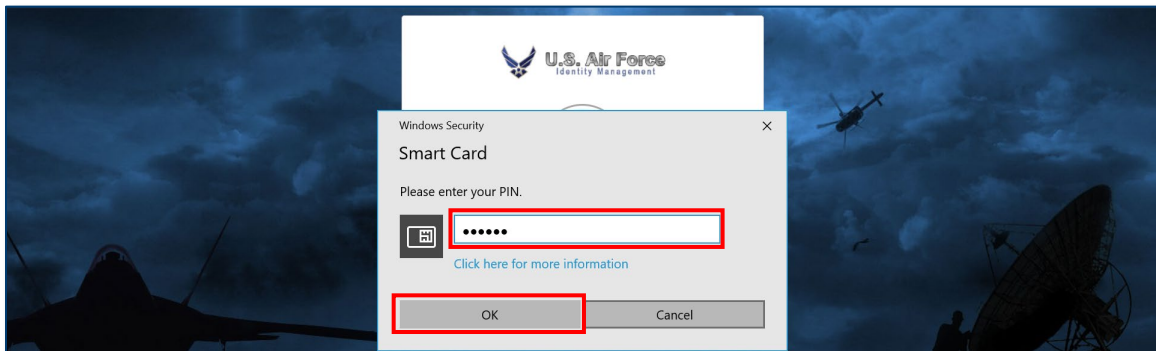 U.S. Air Force
Identity Management
Windows Security
Smart Card
Please enter your PIN.
••••••
Click here for more information
OK Cancel